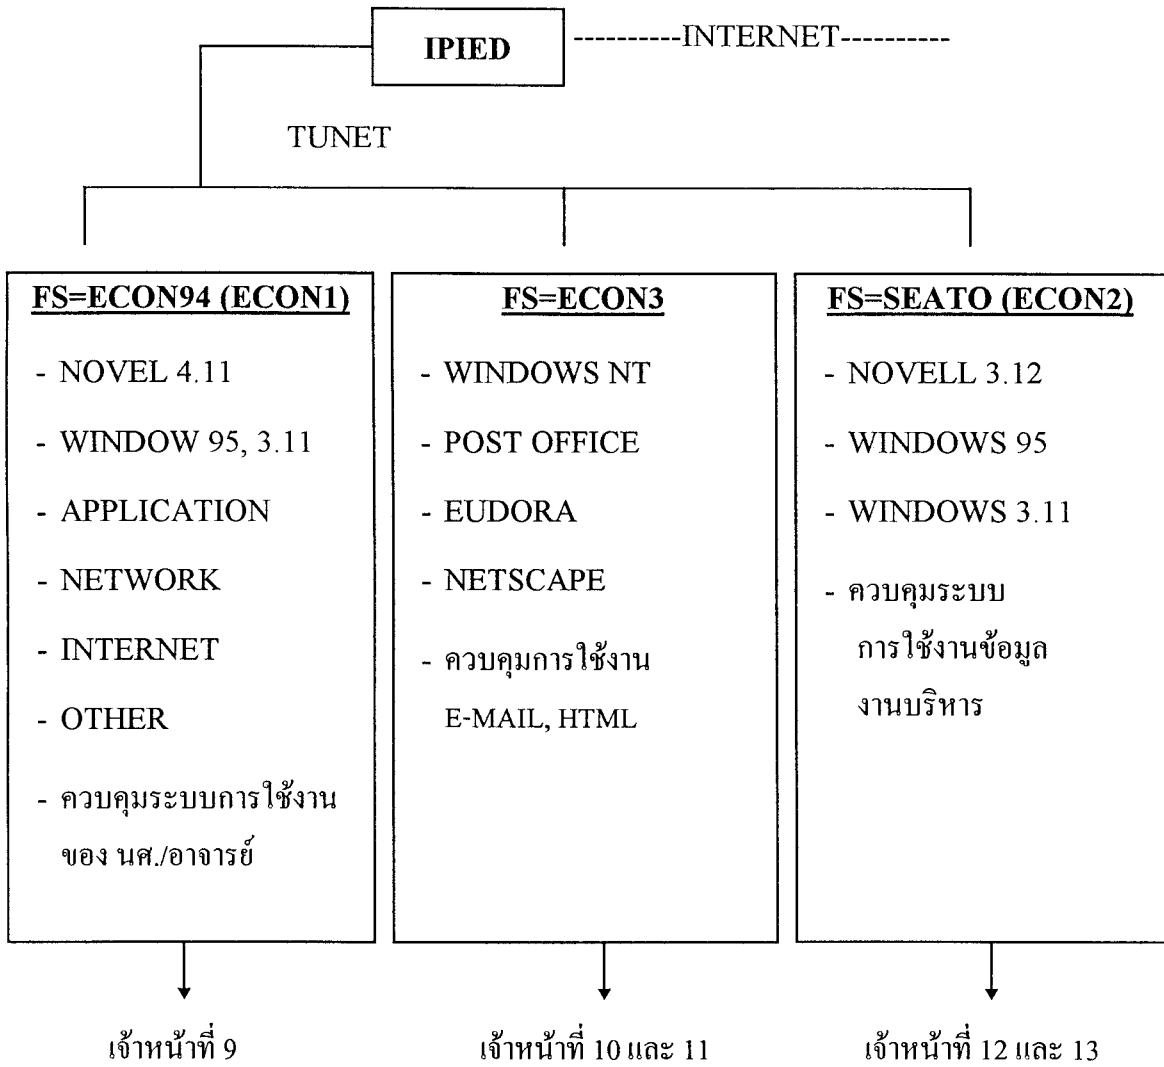 IPIED
----------INTERNET----------
TUNET
FS=ECON94 (ECON1)
- NOVEL 4.11
- WINDOW 95, 3.11
- APPLICATION
- NETWORK
- INTERNET
- OTHER
- ควบคุมระบบการใช้งาน
ของ นศ./อาจารย์
เจ้าหน้าที่ 9
FS=ECON3
- WINDOWS NT
- POST OFFICE
- EUDORA
- NETSCAPE
- ควบคุมการใช้งาน
E-MAIL, HTML
เจ้าหน้าที่ 10 และ 11
FS=SEATO (ECON2)
- NOVELL 3.12
- WINDOWS 95
- WINDOWS 3.11
- ควบคุมระบบ
การใช้งานข้อมูล
งานบริหาร
เจ้าหน้าที่ 12 และ 13